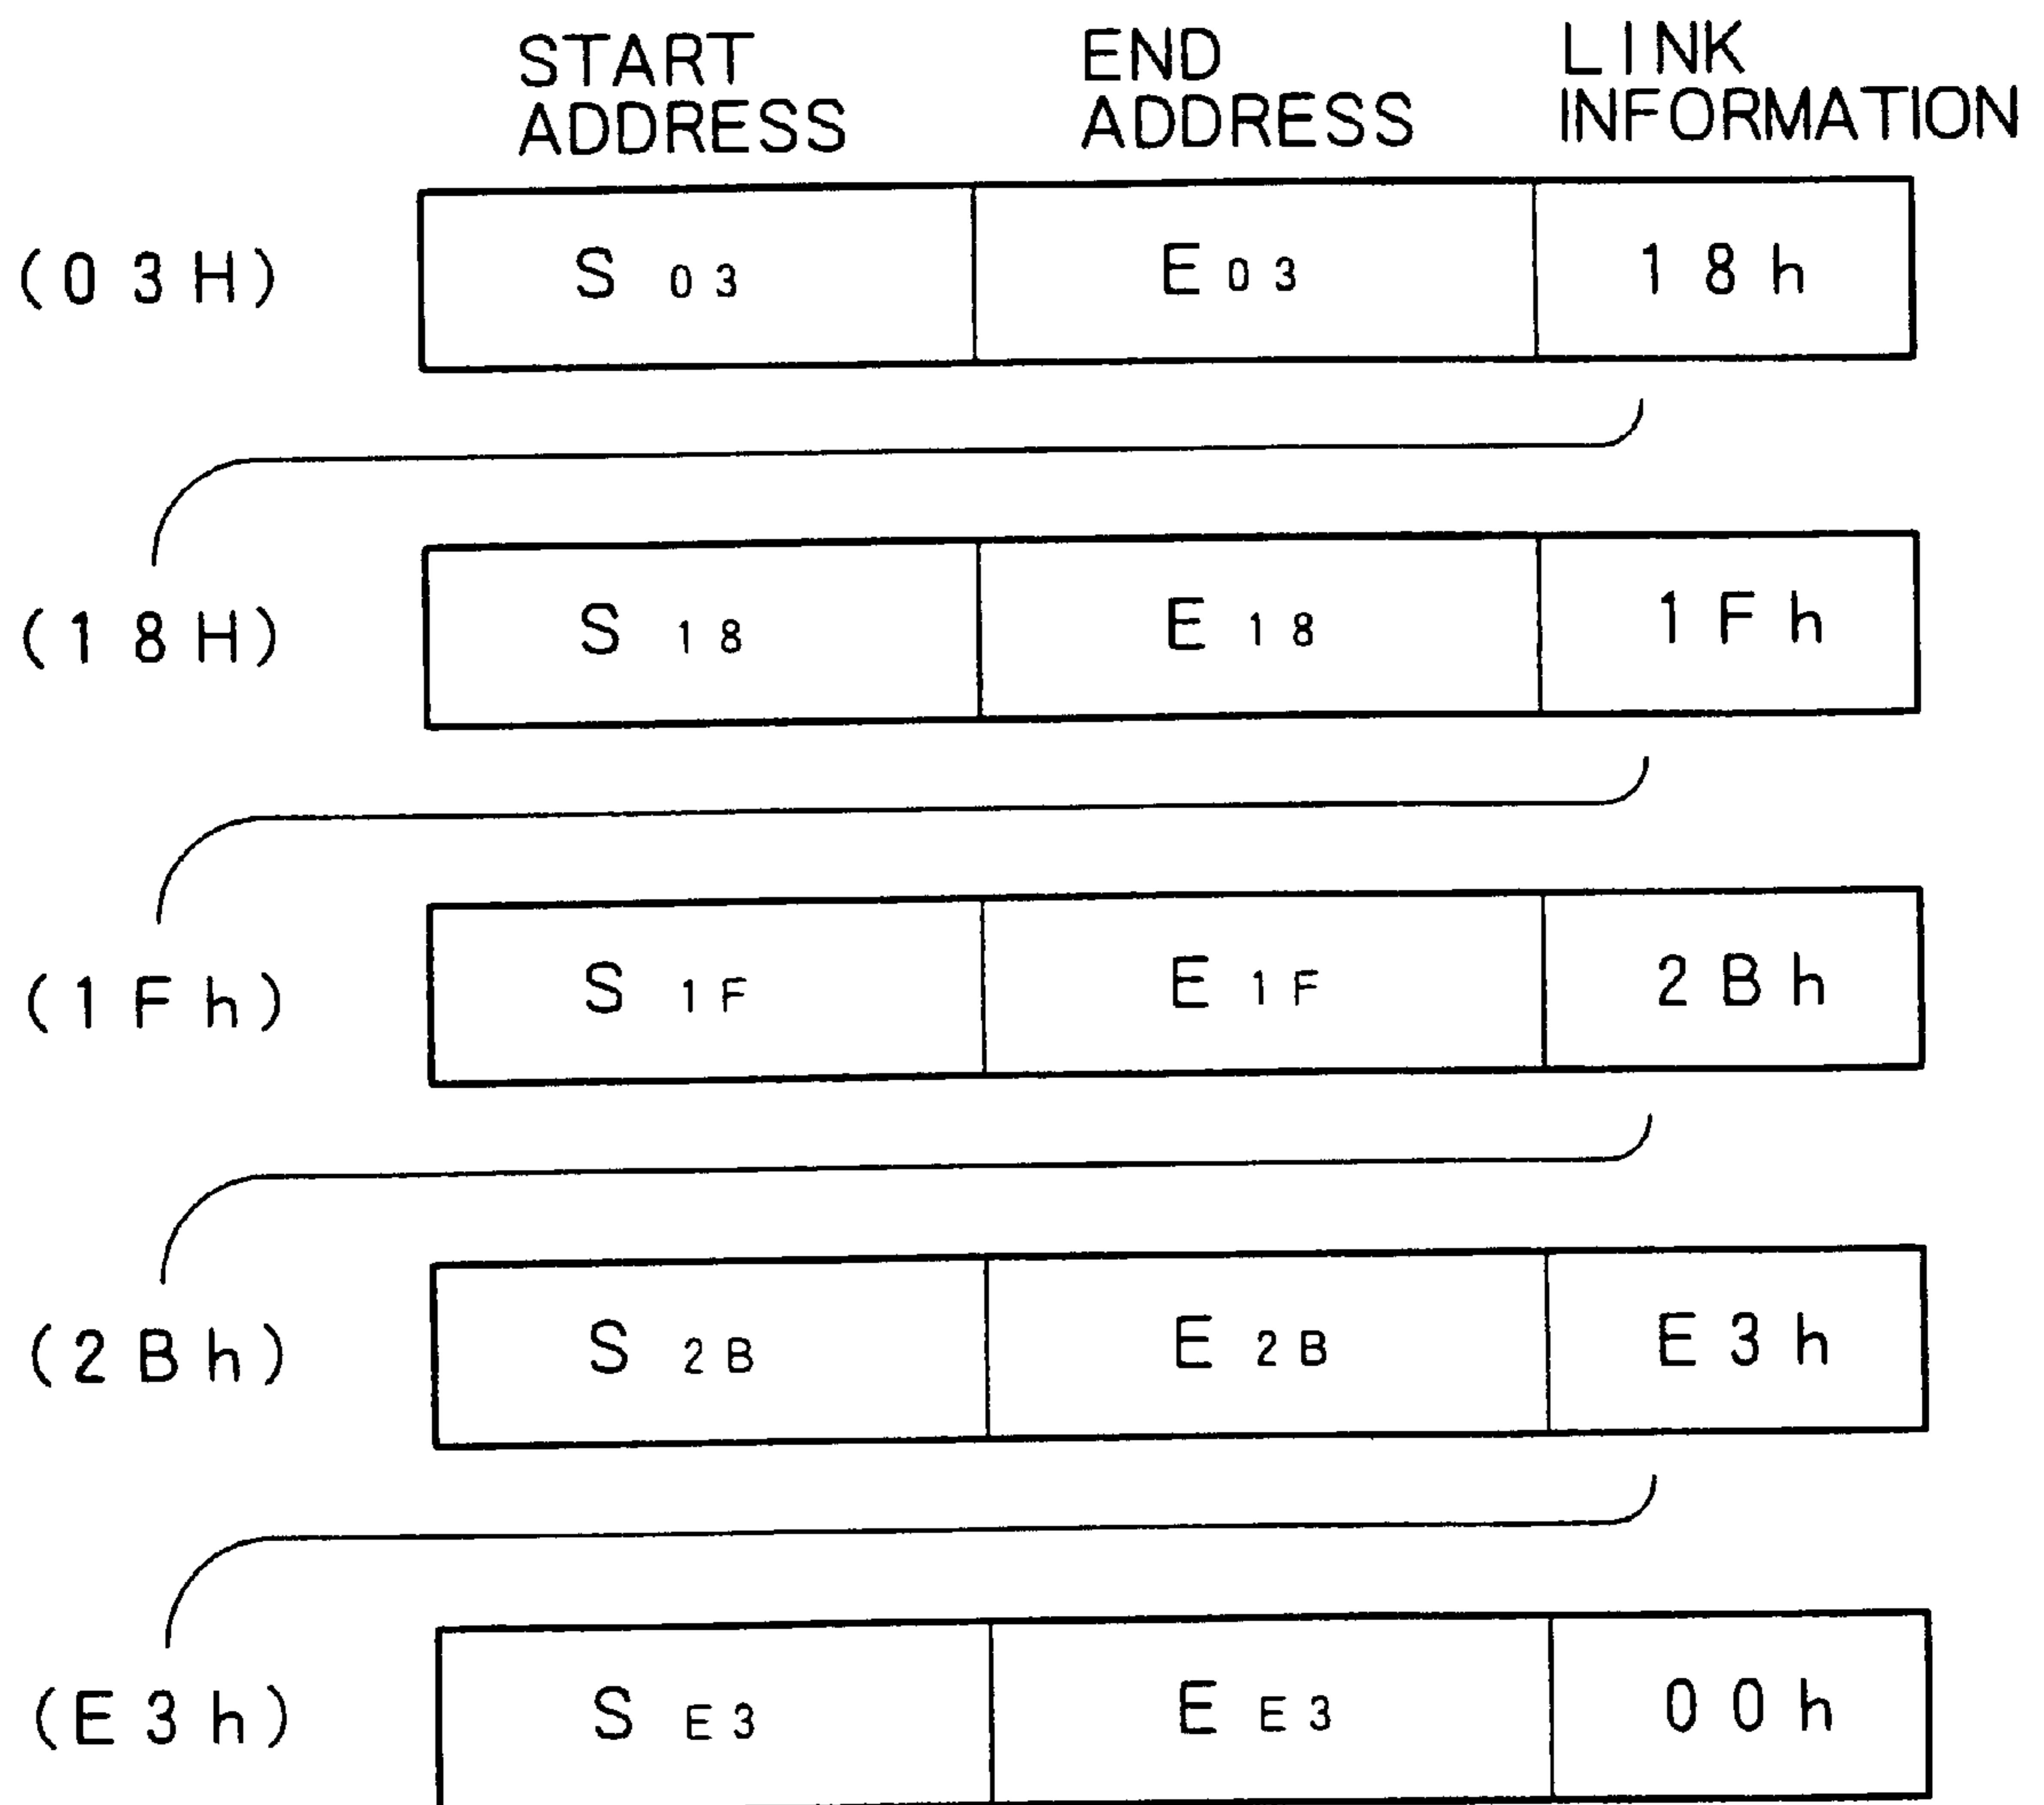 START ADDRESS END ADDRESS LINK INFORMATION
(03H) S 03 E 03 18h
(18H) S 18 E 18 1Fh
(1Fh) S 1F E 1F 2Bh
(2Bh) S 2B E 2B E3h
(E3h) S E3 E E3 00h